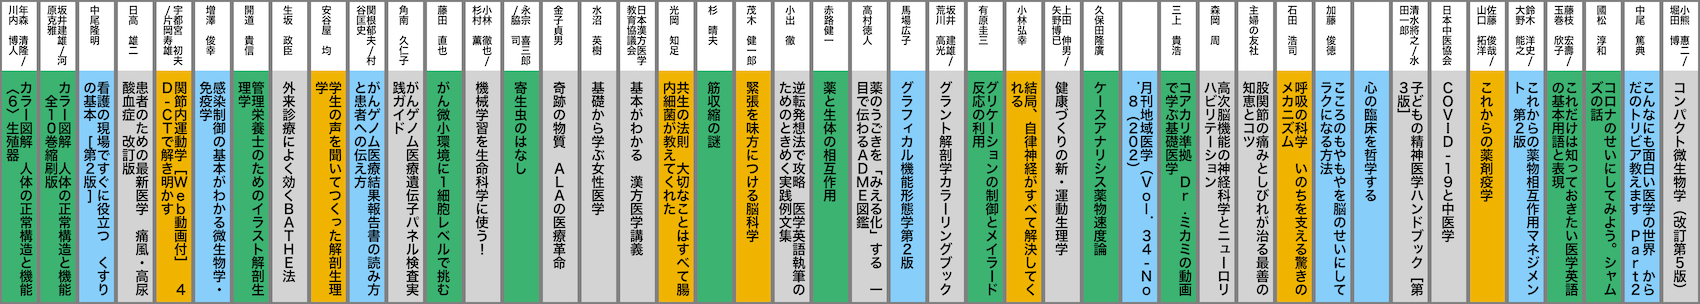 小熊 惠二/
堀田 博
コンパクト微生物学(改訂第5版)
中尾 篤典
こんなにも面白い医学の世界 から
だのトリビア教えます Part2
國松 淳和
コロナのせいにしてみよう。シャム
ズの話
藤枝 宏壽/
玉巻 欣子/
これだけは知っておきたい医学英語
の基本用語と表現
鈴木 洋史/
大野 能之
これからの薬物相互作用マネジメン
ト 第2版
佐藤 俊哉/
山口 拓洋/
これからの薬剤疫学
日本中医協会
COVID-19と中医学
清水將之/水
田一郎
子どもの精神医学ハンドブック[第
3版]
主婦の友社
股関節の痛みとしびれが治る最善の
知恵とコツ
森岡 周
高次脳機能の神経科学とニューロリ
ハビリテーション
三上 貴浩
コアカリ準拠 Dr.ミカミの動画
で学ぶ基礎医学
石田 浩司
呼吸の科学 いのちを支える驚きの
メカニズム
加藤 俊徳
こころのもやもやを脳のせいにして
ラクになる方法
心の臨床を哲学する
月刊地域医学(Vol.34-No
.8(202)
久保田隆廣
ケースアナリシス薬物速度論
上田 伸男/
矢野博已/
健康づくりの新・運動生理学
小林弘幸
結局、自律神経がすべて解決してく
れる
有原圭三
グリケーションの制御とメイラード
反応の利用
坂井 建雄/
荒川 高光/
グラント解剖学カラーリングブック
馬場広子
グラフィカル機能形態学第2版
高村徳人
薬のうごきを「みえる化」する 一
目で伝わるADME図鑑
赤路健一
薬と生体の相互作用
小出 徹
逆転発想法で攻略 医学英語執筆の
ためのときめく実践例文集
茂木 健一郎
緊張を味方につける脳科学
杉 晴夫
筋収縮の謎
光岡 知足
共生の法則 大切なことはすべて腸
内細菌が教えてくれた
日本漢方医学
教育協議会
基本がわかる 漢方医学講義
水沼 英樹
基礎から学ぶ女性医学
金子貞男
奇跡の物質 ALAの医療革命
永宗 喜三郎
/脇 司
寄生虫のはなし
小林 徹也/
杉村 薫/
機械学習を生命科学に使う!
藤田 直也
がん微小環境に1細胞レベルで挑む
角南 久仁子
がんゲノム医療遺伝子パネル検査実
践ガイド
関根郁夫/村
谷匡史
がんゲノム医療結果報告書の読み方
と患者への伝え方
安谷屋 均
学生の声を聞いてつくった解剖生理
学
生坂 政臣
外来診療によく効くBATHE法
開道 貴信
管理栄養士のためのイラスト解剖生
理学
増澤 俊幸
感染制御の基本がわかる微生物学・
免疫学
宇都宮 初夫
/片岡寿雄
関節内運動学[Web動画付] 4
D-CTで解き明かす
日高 雄二
患者のための最新医学 痛風・高尿
酸血症 改訂版
中尾隆明
看護の現場ですぐに役立つ くすり
の基本 [第2版]
坂井建雄/河
原克雅
カラー図解 人体の正常構造と機能
全10巻縮刷版
年森 清隆/
川内 博人
カラー図解 人体の正常構造と機能
〈6〉生殖器